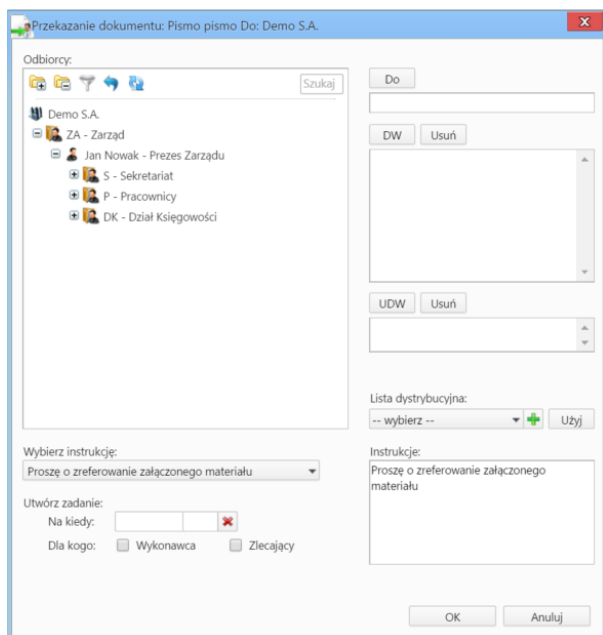 Przekazanie dokumentu: Pismo pismo Do: Demo S.A.
Odbiorcy:
Szukaj
Demo S.A.
ZA - Zarząd
Jan Nowak - Prezes Zarządu
S - Sekretariat
P - Pracownicy
DK - Dział Księgowości
Do
DW Usuń
UDW Usuń
Lista dystrybucyjna:
-- wybierz -- Użyj
Wybierz instrukcję:
Proszę o zreferowanie załączonego materiału
Instrukcje:
Proszę o zreferowanie załączonego
materiału
Utwórz zadanie:
Na kiedy:
Dla kogo: Wykonawca Zlecający
OK Anuluj